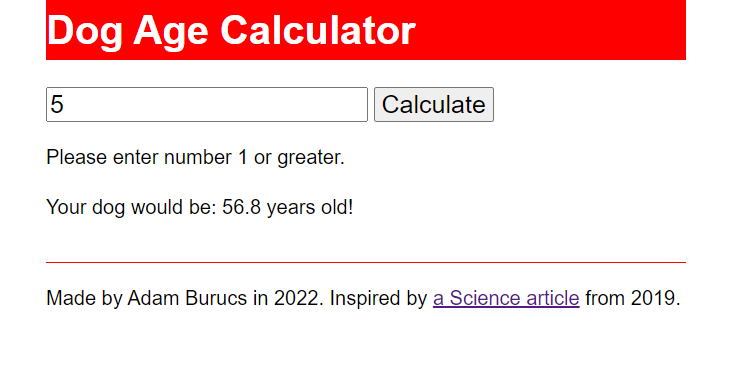 Dog Age Calculator
5 Calculate
Please enter number 1 or greater.
Your dog would be: 56.8 years old!
Made by Adam Burucs in 2022. Inspired by a Science article from 2019.